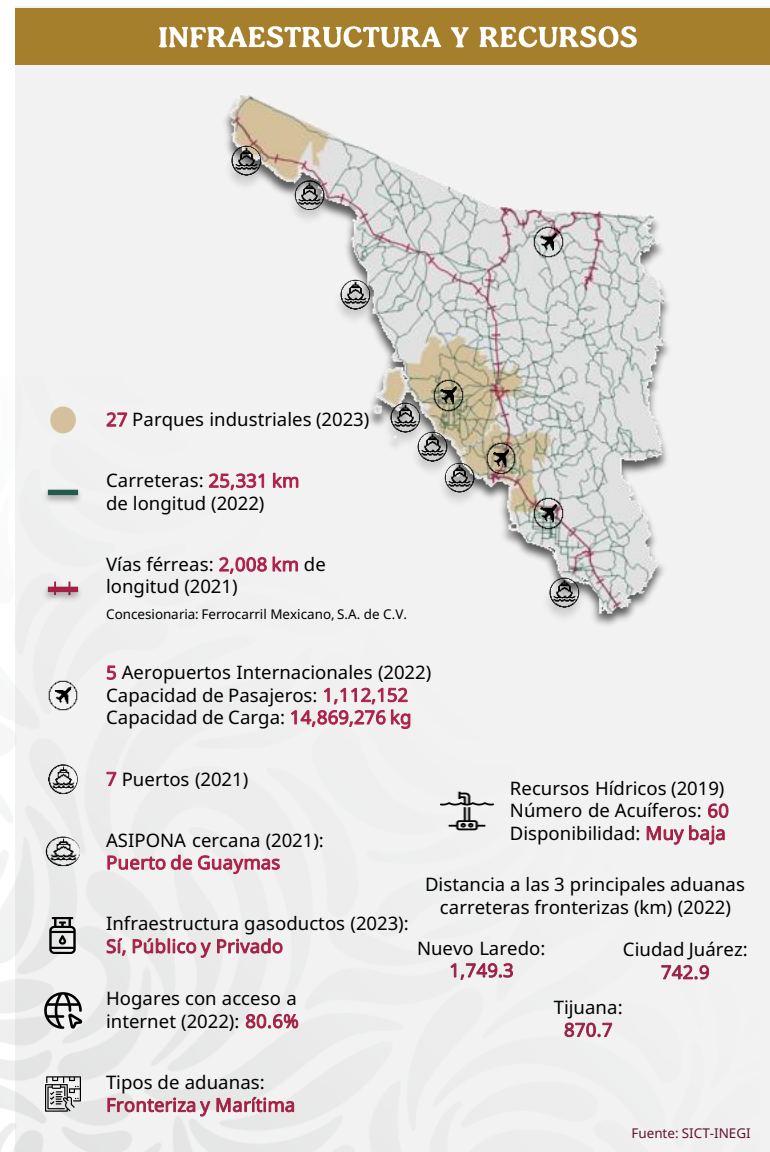 INFRAESTRUCTURA Y RECURSOS
27 Parques industriales (2023)
Carreteras: 25,331 km
de longitud (2022)
Vías férreas: 2,008 km de
longitud (2021)
Concesionaria: Ferrocarril Mexicano, S.A. de C.V.
5 Aeropuertos Internacionales (2022)
Capacidad de Pasajeros: 1,112,152
Capacidad de Carga: 14,869,276 kg
7 Puertos (2021)
ASIPONA cercana (2021):
Puerto de Guaymas
Infraestructura gasoductos (2023):
Sí, Público y Privado
Hogares con acceso a
internet (2022): 80.6%
Tipos de aduanas:
Fronteriza y Marítima
Recursos Hídricos (2019)
Número de Acuíferos: 60
Disponibilidad: Muy baja
Distancia a las 3 principales aduanas
carreteras fronterizas (km) (2022)
Nuevo Laredo:
1,749.3
Ciudad Juárez:
742.9
Tijuana:
870.7
Fuente: SICT-INEGI